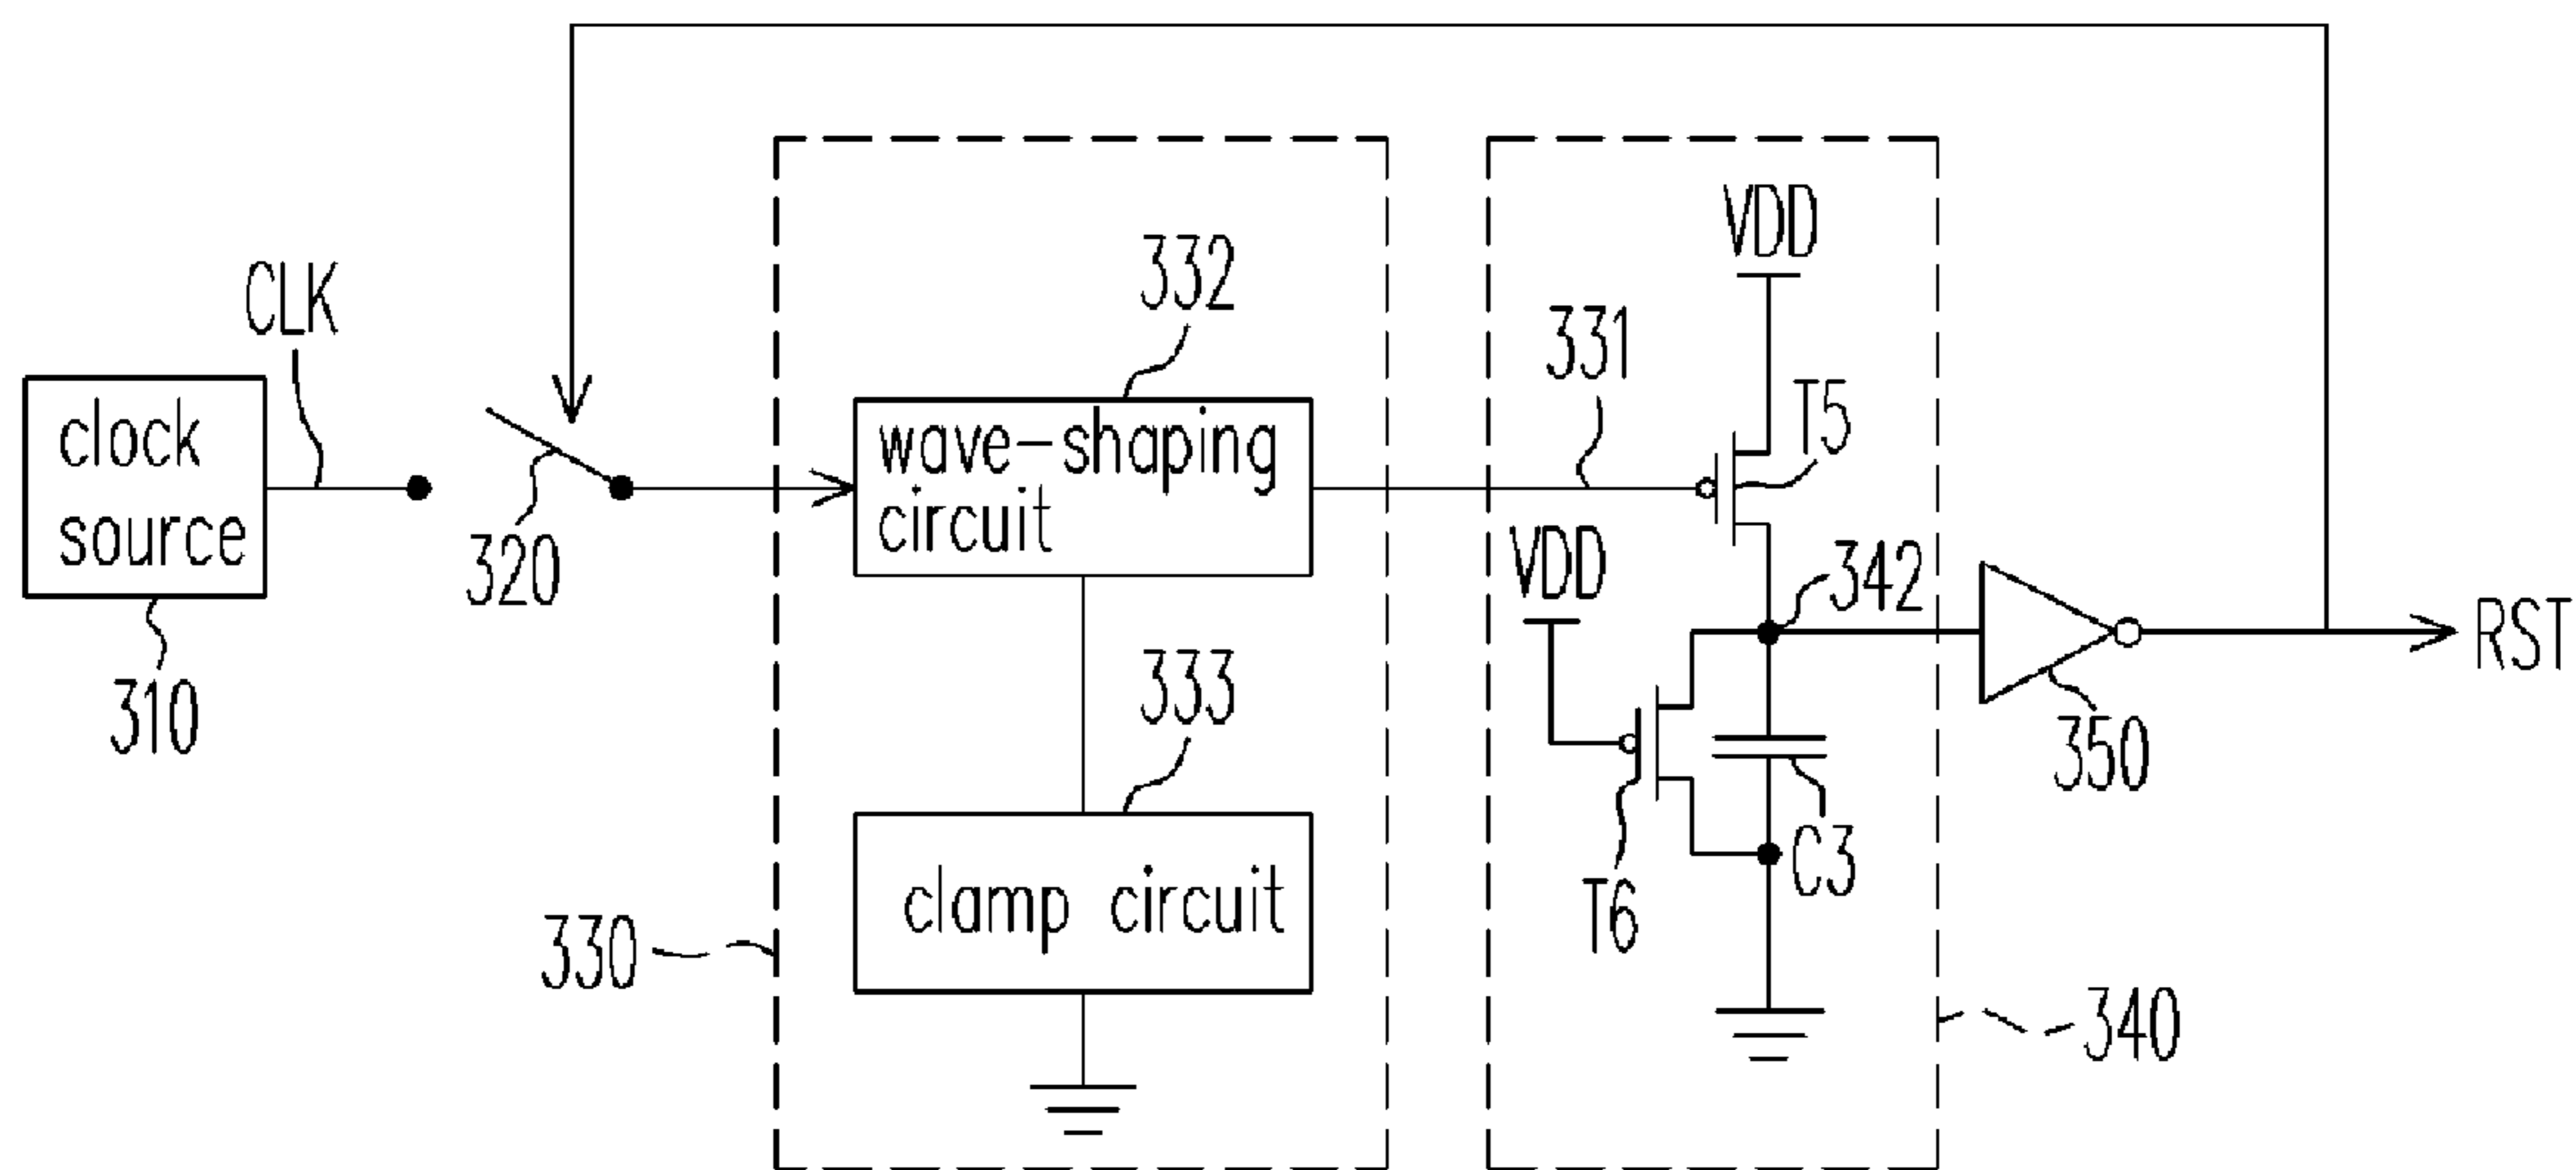 VDD
332
CLK
331
T5
clock
source
wave-shaping
circuit
VDD
320
342
RST
310
333
350
C3
T6
clamp circuit
330
340